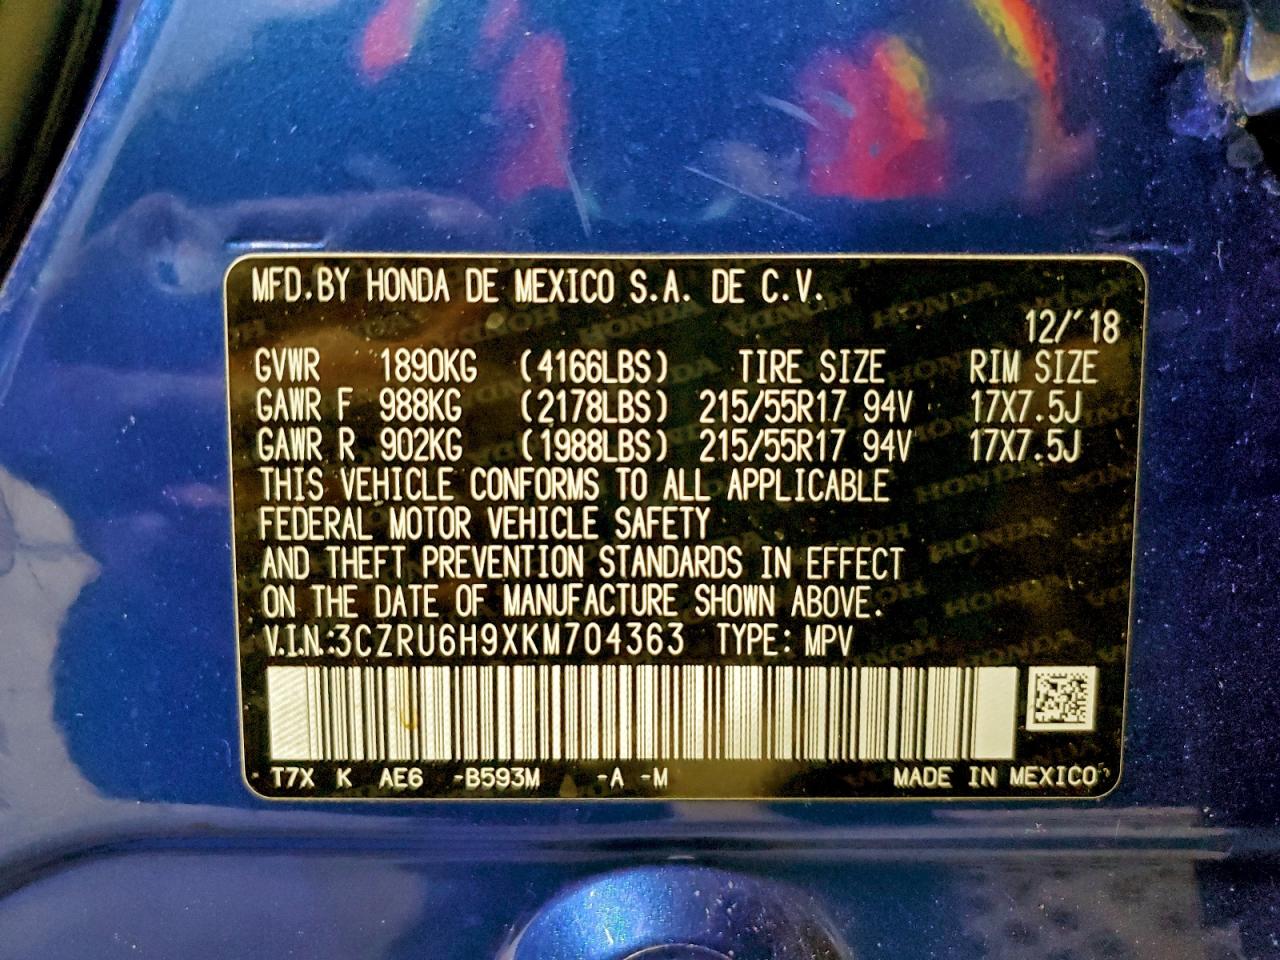 MFD.BY HONDA DE MEXICO S.A. DE C.V.
12/'18
GVWR 1890KG (4166LBS) TIRE SIZE RIM SIZE
GAWR F 988KG (2178LBS) 215/55R17 94V 17X7.5J
GAWR R 902KG (1988LBS) 215/55R17 94V 17X7.5J
THIS VEHICLE CONFORMS TO ALL APPLICABLE
FEDERAL MOTOR VEHICLE SAFETY
AND THEFT PREVENTION STANDARDS IN EFFECT
ON THE DATE OF MANUFACTURE SHOWN ABOVE.
V.I.N.:3CZRU6H9XKM704363 TYPE: MPV
T7X K AE6 -B593M -A -M MADE IN MEXICO